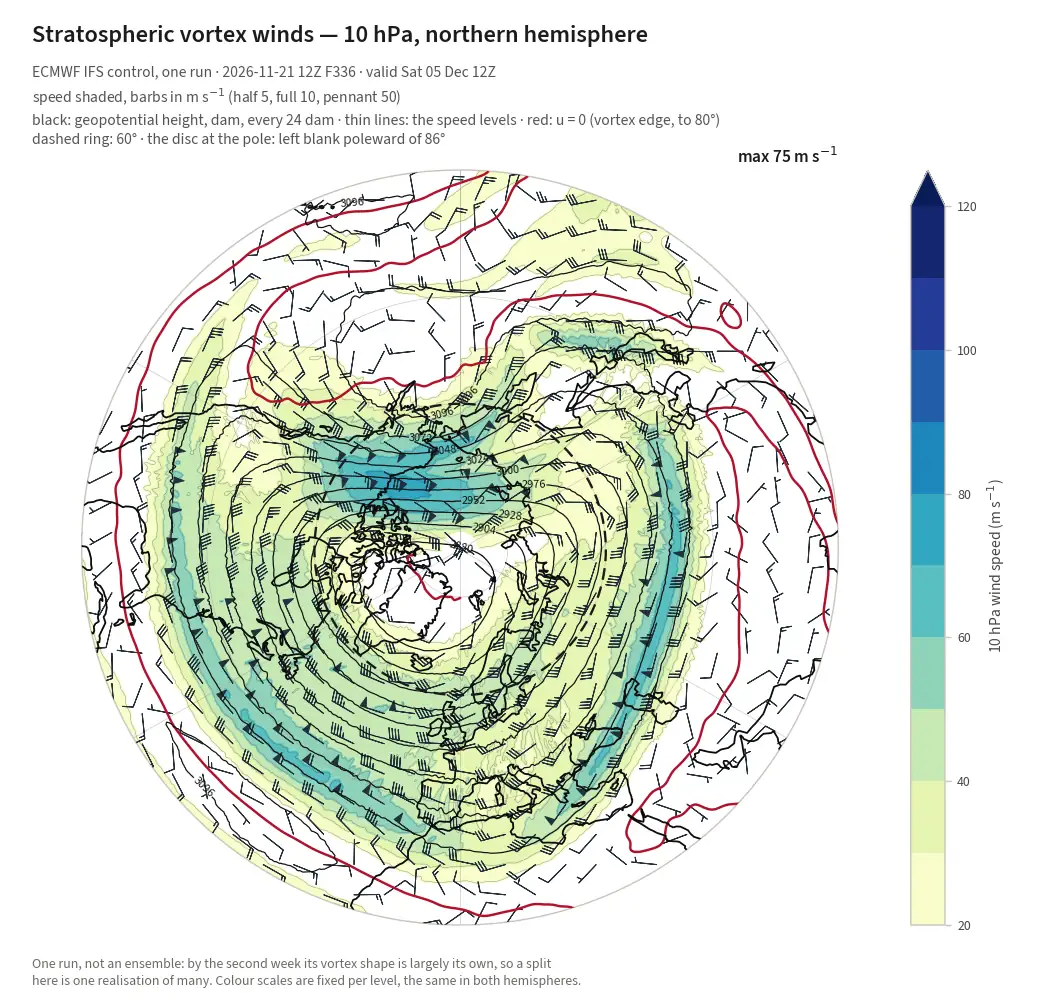 Stratospheric vortex winds — 10 hPa, northern hemisphere
ECMWF IFS control, one run · 2026-11-21 12Z F336 · valid Sat 05 Dec 12Z
speed shaded, barbs in m s⁻¹ (half 5, full 10, pennant 50)
black: geopotential height, dam, every 24 dam · thin lines: the speed levels · red: u = 0 (vortex edge, to 80°)
dashed ring: 60° · the disc at the pole: left blank poleward of 86°
max 75 m s⁻¹
120
100
80
60
40
20
10 hPa wind speed (m s⁻¹)
3096
3096
3096
3072
3048
3024
3000
2976
2952
2928
2904
2880
3096
One run, not an ensemble: by the second week its vortex shape is largely its own, so a split
here is one realisation of many. Colour scales are fixed per level, the same in both hemispheres.